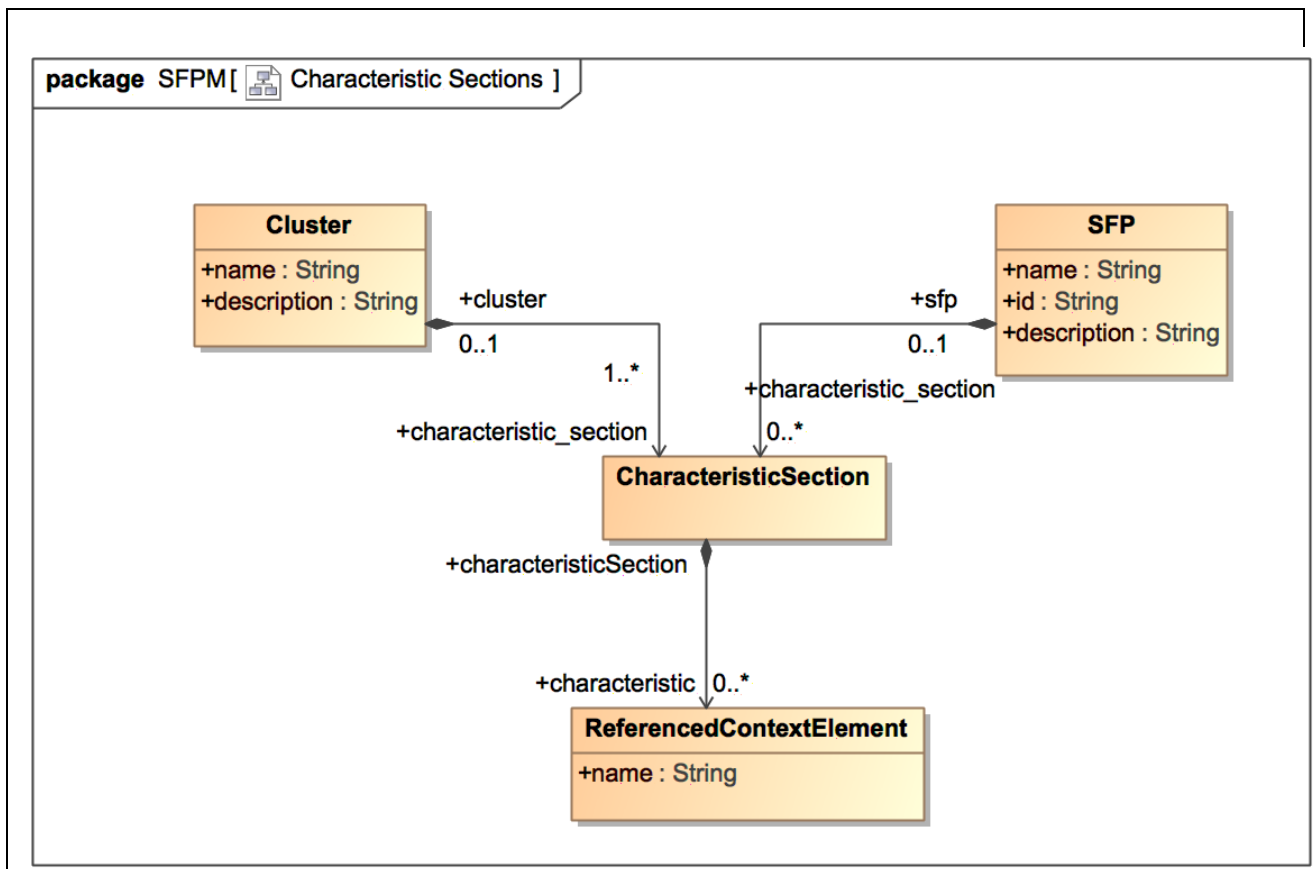 package SFPM[ Characteristic Sections ]
Cluster
+name : String
+description : String
SFP
+name : String
+id : String
+description : String
+cluster
0..1
1..*
+characteristic_section
+sfp
0..1
+characteristic_section
0..*
CharacteristicSection
+characteristicSection
+characteristic
0..*
ReferencedContextElement
+name : String